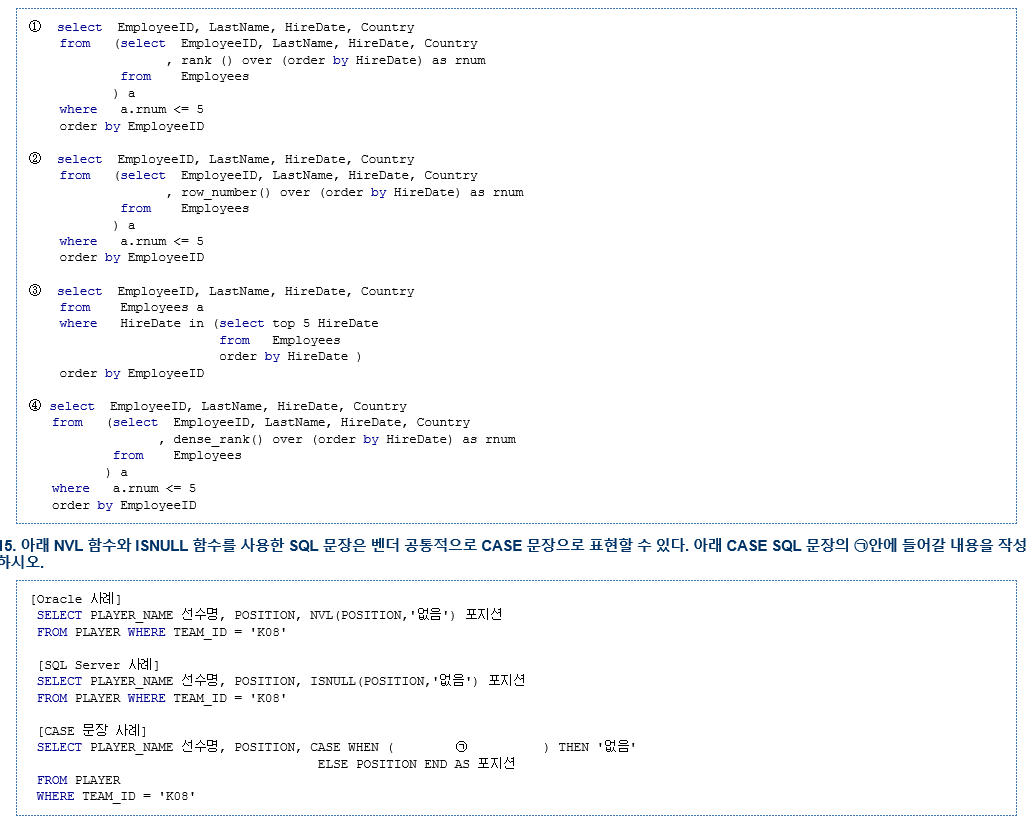 ① select EmployeeID, LastName, HireDate, Country
from (select EmployeeID, LastName, HireDate, Country
, rank () over (order by HireDate) as rnum
from Employees
) a
where a.rnum <= 5
order by EmployeeID
② select EmployeeID, LastName, HireDate, Country
from (select EmployeeID, LastName, HireDate, Country
, row_number() over (order by HireDate) as rnum
from Employees
) a
where a.rnum <= 5
order by EmployeeID
③ select EmployeeID, LastName, HireDate, Country
from Employees a
where HireDate in (select top 5 HireDate
from Employees
order by HireDate )
order by EmployeeID
④ select EmployeeID, LastName, HireDate, Country
from (select EmployeeID, LastName, HireDate, Country
, dense_rank() over (order by HireDate) as rnum
from Employees
) a
where a.rnum <= 5
order by EmployeeID
15. 아래 NVL 함수와 ISNULL 함수를 사용한 SQL 문장은 벤더 공통적으로 CASE 문장으로 표현할 수 있다. 아래 CASE SQL 문장의 ㉠안에 들어갈 내용을 작성
하시오.
[Oracle 사례]
SELECT PLAYER_NAME 선수명, POSITION, NVL(POSITION,'없음') 포지션
FROM PLAYER WHERE TEAM_ID = 'K08'
[SQL Server 사례]
SELECT PLAYER_NAME 선수명, POSITION, ISNULL(POSITION,'없음') 포지션
FROM PLAYER WHERE TEAM_ID = 'K08'
[CASE 문장 사례]
SELECT PLAYER_NAME 선수명, POSITION, CASE WHEN ( ㉠ ) THEN '없음'
ELSE POSITION END AS 포지션
FROM PLAYER
WHERE TEAM_ID = 'K08'